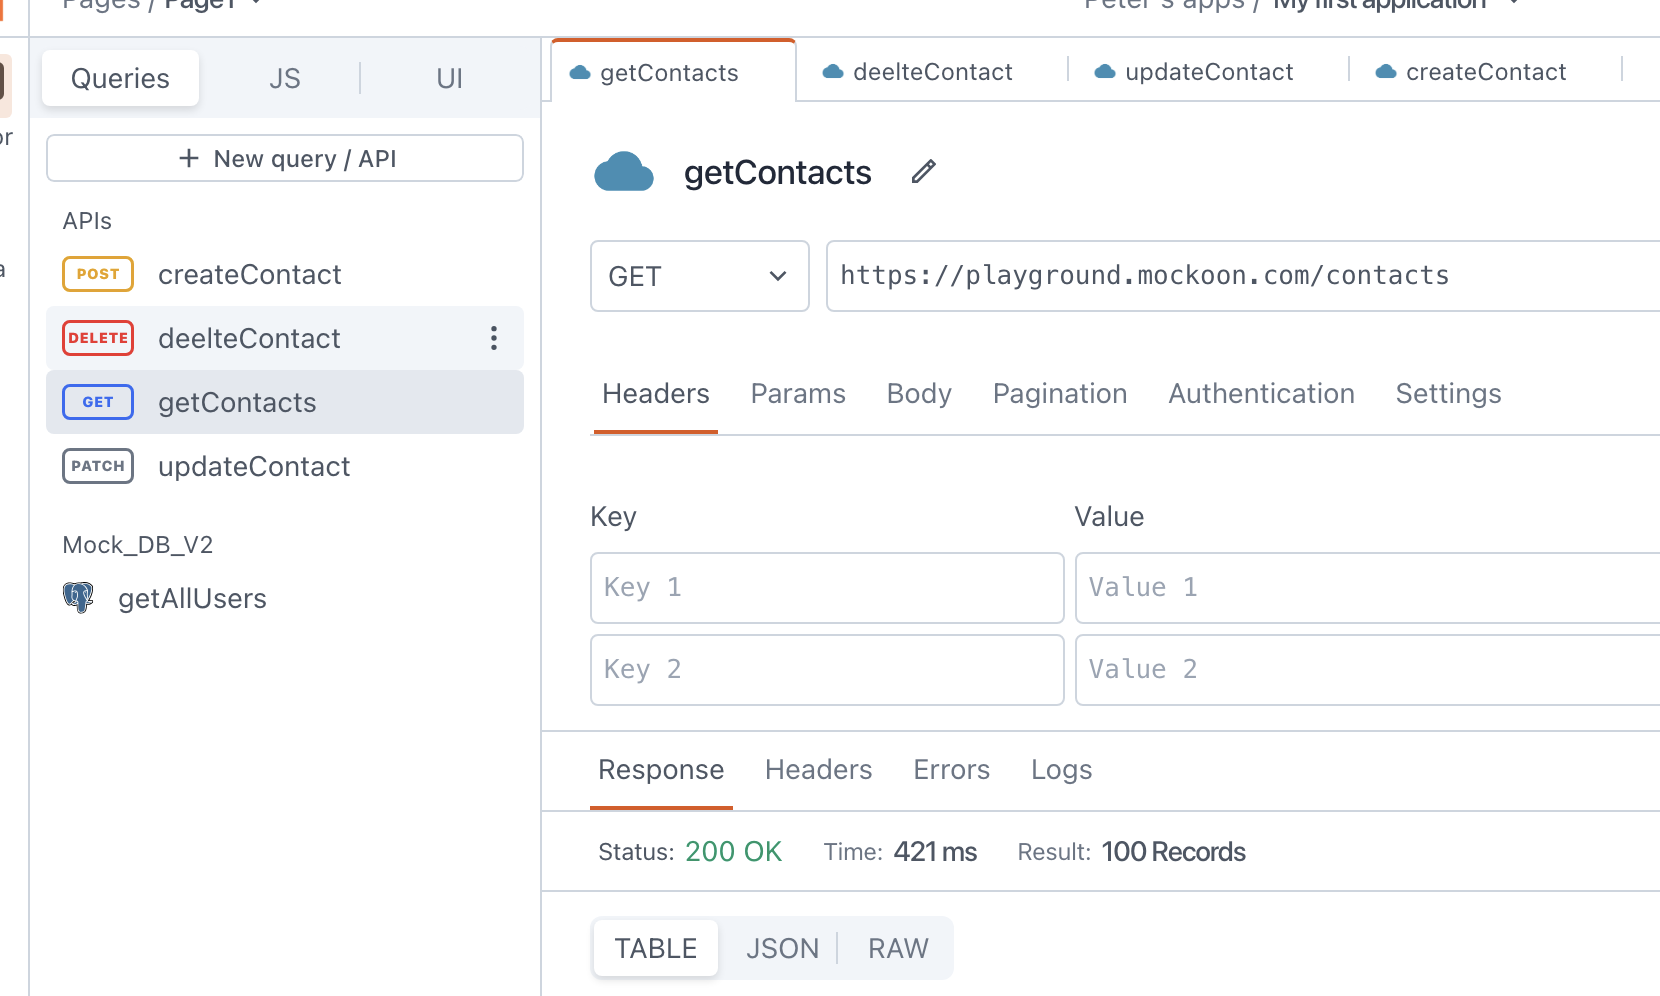 Pages / Page1
Peter's apps / My first application
Queries
JS
UI
getContacts
deelteContact
updateContact
createContact
New query / API
getContacts
APIs
POST createContact
GET
https://playground.mockoon.com/contacts
DELETE deelteContact
GET getContacts
Headers
Params
Body
Pagination
Authentication
Settings
PATCH updateContact
Key
Value
Mock_DB_V2
Key 1
Value 1
getAllUsers
Key 2
Value 2
Response
Headers
Errors
Logs
Status: 200 OK
Time: 421 ms
Result: 100 Records
TABLE
JSON
RAW